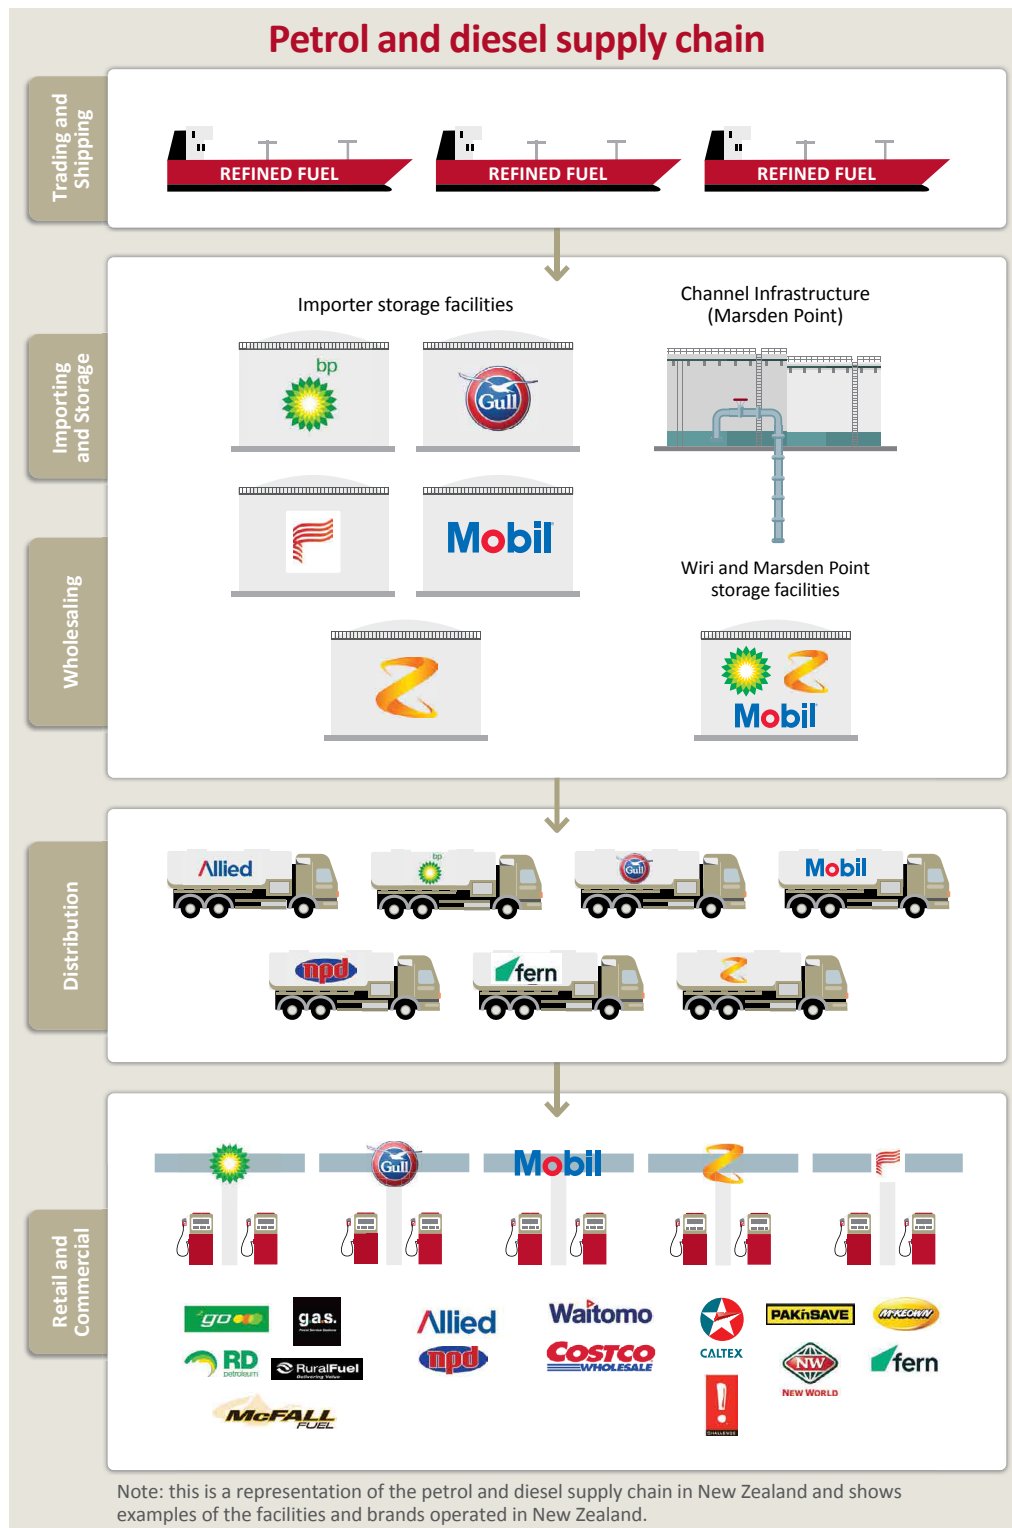 Petrol and diesel supply chain
Trading and
Shipping
REFINED FUEL
REFINED FUEL
REFINED FUEL
Importing
and Storage
Wholesaling
Importer storage facilities
bp
Gull
Mobil
Channel Infrastructure
(Marsden Point)
Wiri and Marsden Point
storage facilities
Mobil
Distribution
Allied
bp
Gull
Mobil
npd
fern
Retail and
Commercial
Gull
Mobil
go
g.a.s.
RD
petroleum
RuralFuel
Delivering Value
McFALL
FUEL
Allied
npd
Waitomo
COSTCO
WHOLESALE
CALTEX
CHALLENGE
PAK'nSAVE
NW
NEW WORLD
McKEOWN
fern
Note: this is a representation of the petrol and diesel supply chain in New Zealand and shows
examples of the facilities and brands operated in New Zealand.